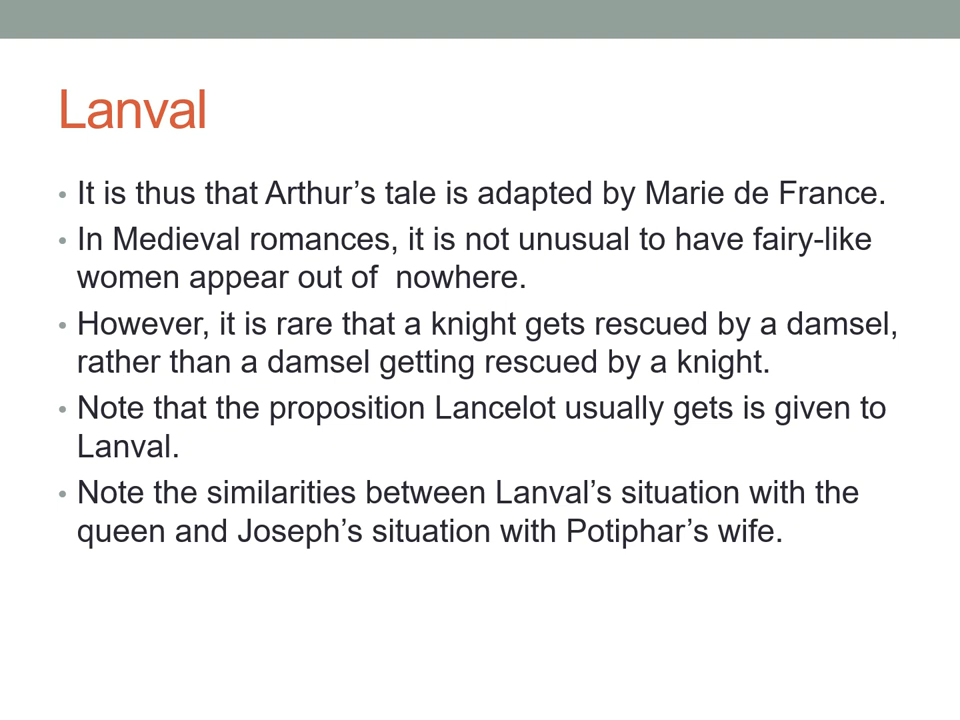 Lanval
• It is thus that Arthur’s tale is adapted by Marie de France.
• In Medieval romances, it is not unusual to have fairy-like
women appear out of  nowhere.
• However, it is rare that a knight gets rescued by a damsel,
rather than a damsel getting rescued by a knight.
• Note that the proposition Lancelot usually gets is given to
Lanval.
• Note the similarities between Lanval’s situation with the
queen and Joseph’s situation with Potiphar’s wife.